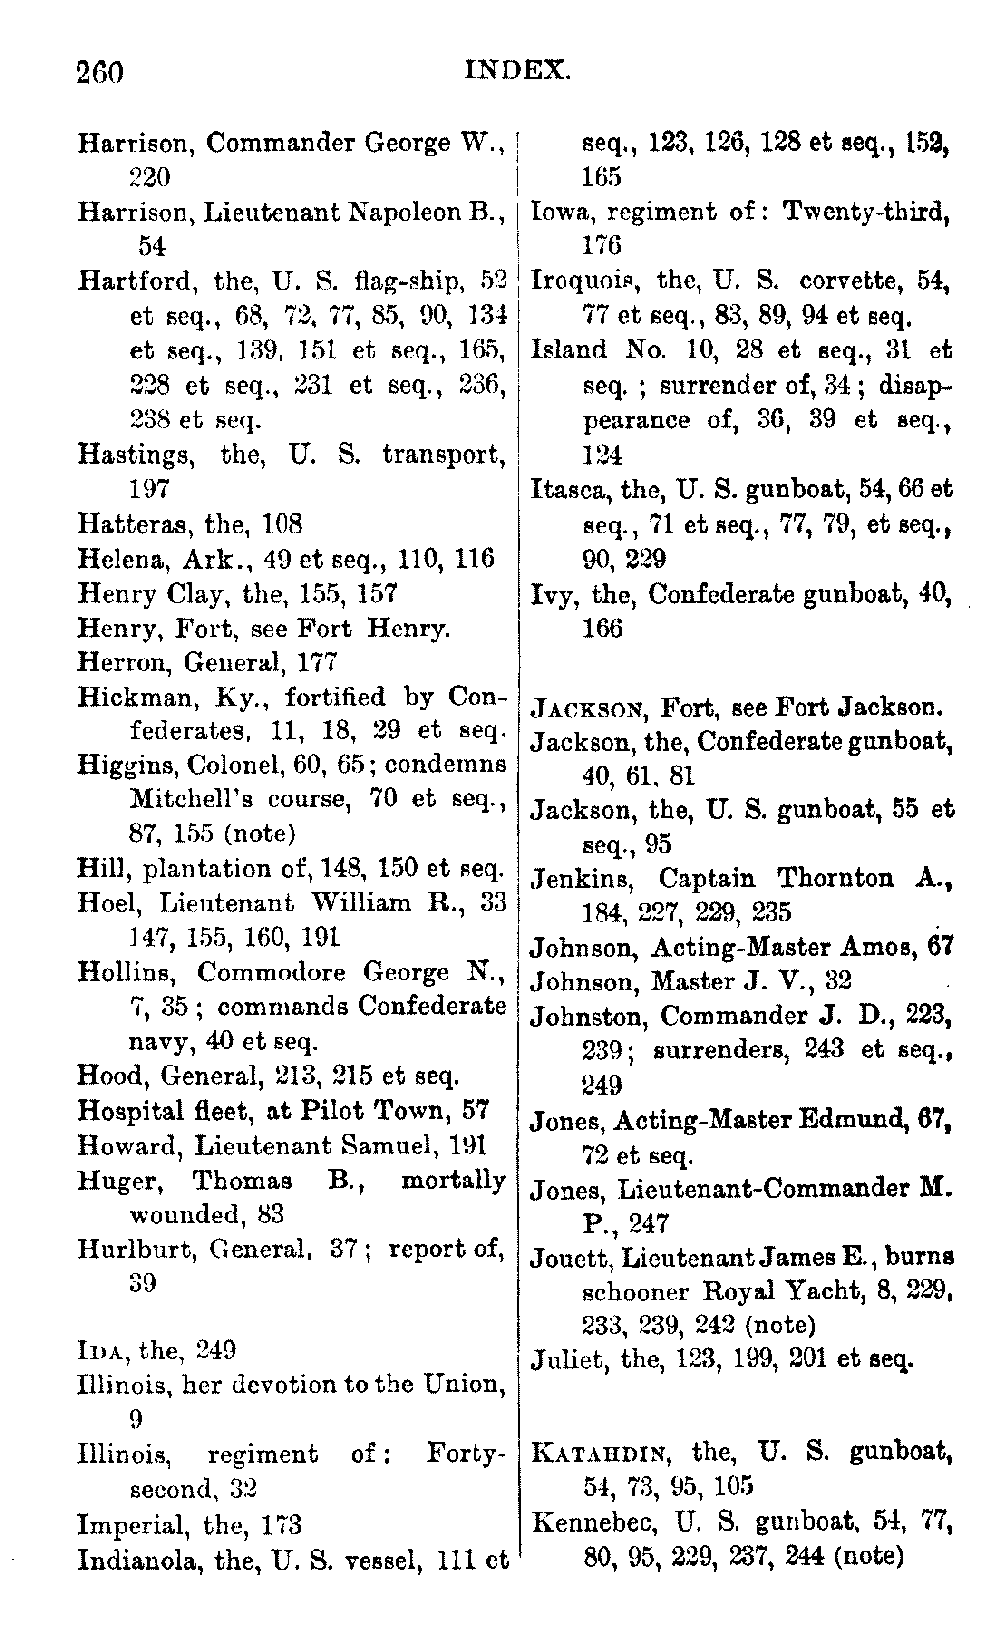 260 INDEX.
Harrison, Commander George W.,
220
Harrison, Lieutenant Napoleon B.,
54
Hartford, the, U. S. flag-ship, 52
et seq., 68, 72, 77, 85, 90, 134
et seq., 139, 151 et seq., 165,
228 et seq., 231 et seq., 236,
238 et seq.
Hastings, the, U. S. transport,
197
Hatteras, the, 108
Helena, Ark., 49 et seq., 110, 116
Henry Clay, the, 155, 157
Henry, Fort, see Fort Henry.
Herron, General, 177
Hickman, Ky., fortified by Con-
federates, 11, 18, 29 et seq.
Higgins, Colonel, 60, 65; condemns
Mitchell's course, 70 et seq.,
87, 155 (note)
Hill, plantation of, 148, 150 et seq.
Hoel, Lieutenant William R., 33
147, 155, 160, 191
Hollins, Commodore George N.,
7, 35; commands Confederate
navy, 40 et seq.
Hood, General, 213, 215 et seq.
Hospital fleet, at Pilot Town, 57
Howard, Lieutenant Samuel, 191
Huger, Thomas B., mortally
wounded, 83
Hurlburt, General, 37; report of,
39
IDA, the, 249
Illinois, her devotion to the Union,
9
Illinois, regiment of: Forty-
second, 32
Imperial, the, 173
Indianola, the, U. S. vessel, 111 et
seq., 123, 126, 128 et seq., 152,
165
Iowa, regiment of: Twenty-third,
176
Iroquois, the, U. S. corvette, 54,
77 et seq., 83, 89, 94 et seq.
Island No. 10, 28 et seq., 31 et
seq.; surrender of, 34; disap-
pearance of, 36, 39 et seq.,
124
Itasca, the, U. S. gunboat, 54, 66 et
seq., 71 et seq., 77, 79, et seq.,
90, 229
Ivy, the, Confederate gunboat, 40,
166
JACKSON, Fort, see Fort Jackson.
Jackson, the, Confederate gunboat,
40, 61, 81
Jackson, the, U. S. gunboat, 55 et
seq., 95
Jenkins, Captain Thornton A.,
184, 227, 229, 235
Johnson, Acting-Master Amos, 67
Johnson, Master J. V., 32
Johnston, Commander J. D., 223,
239; surrenders, 243 et seq.,
249
Jones, Acting-Master Edmund, 67,
72 et seq.
Jones, Lieutenant-Commander M.
P., 247
Jouett, Lieutenant James E., burns
schooner Royal Yacht, 8, 229,
233, 239, 242 (note)
Juliet, the, 123, 199, 201 et seq.
KATAHDIN, the, U. S. gunboat,
54, 73, 95, 105
Kennebec, U. S. gunboat, 54, 77,
80, 95, 229, 237, 244 (note)